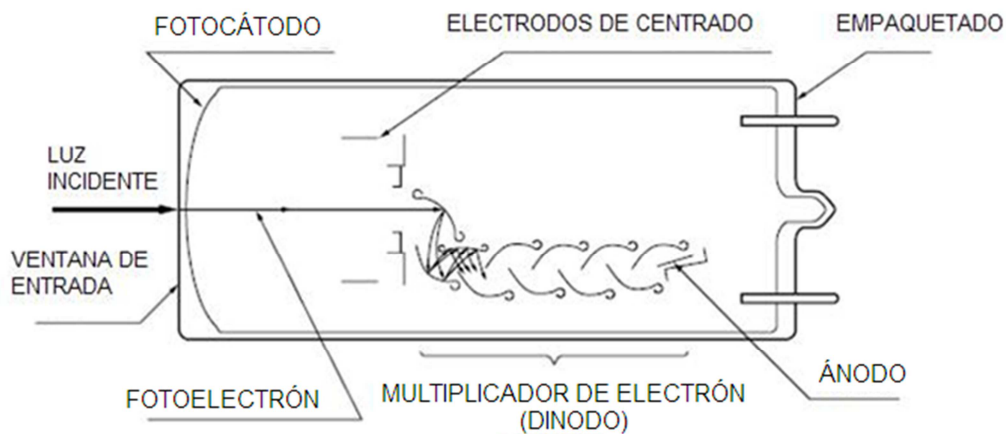 FOTOCÁTODO
ELECTRODOS DE CENTRADO
EMPAQUETADO
LUZ
INCIDENTE
VENTANA DE
ENTRADA
FOTOELECTRÓN
MULTIPLICADOR DE ELECTRÓN
(DINODO)
ÁNODO